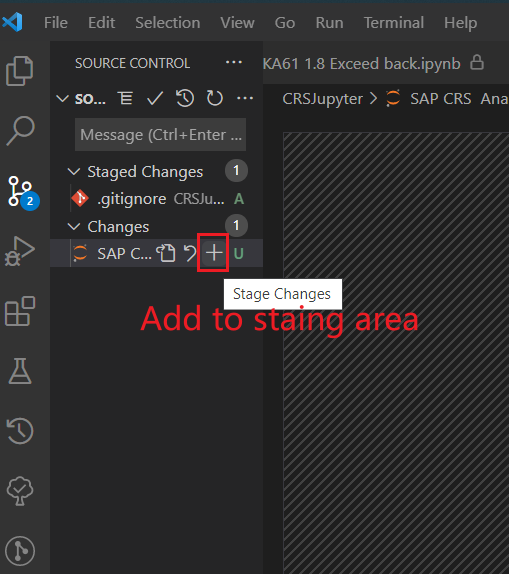 File Edit Selection View Go Run Terminal Help
SOURCE CONTROL ...
KA61 1.8 Exceed back.ipynb
SO... ...
CRSJupyter > SAP CRS Ana
Message (Ctrl+Enter ...
Staged Changes 1
.gitignore CRSJu... A
2
Changes 1
SAP C... U
Stage Changes
Add to staing area